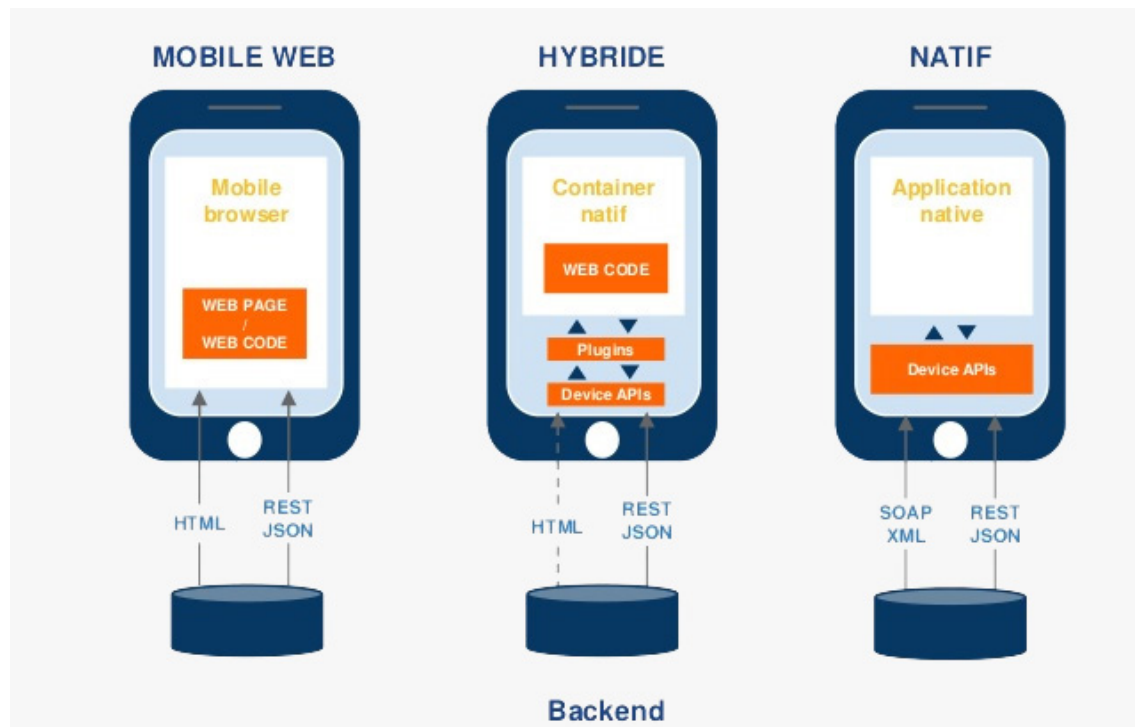 MOBILE WEB
Mobile
browser
WEB PAGE
/
WEB CODE
HTML
REST
JSON
HYBRIDE
Container
natif
WEB CODE
Plugins
Device APIs
HTML
REST
JSON
NATIF
Application
native
Device APIs
SOAP
XML
REST
JSON
Backend